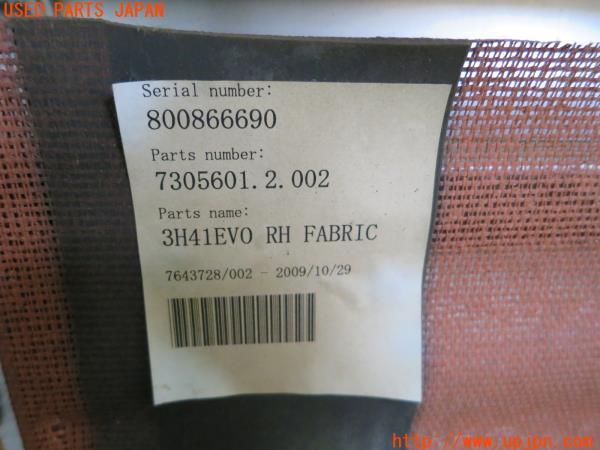 USED PARTS JAPAN
Serial number:
800866690
Parts number:
7305601.2.002
Parts name:
3H41EVO RH FABRIC
7643728/002 - 2009/10/29
http://www.upjpn.com